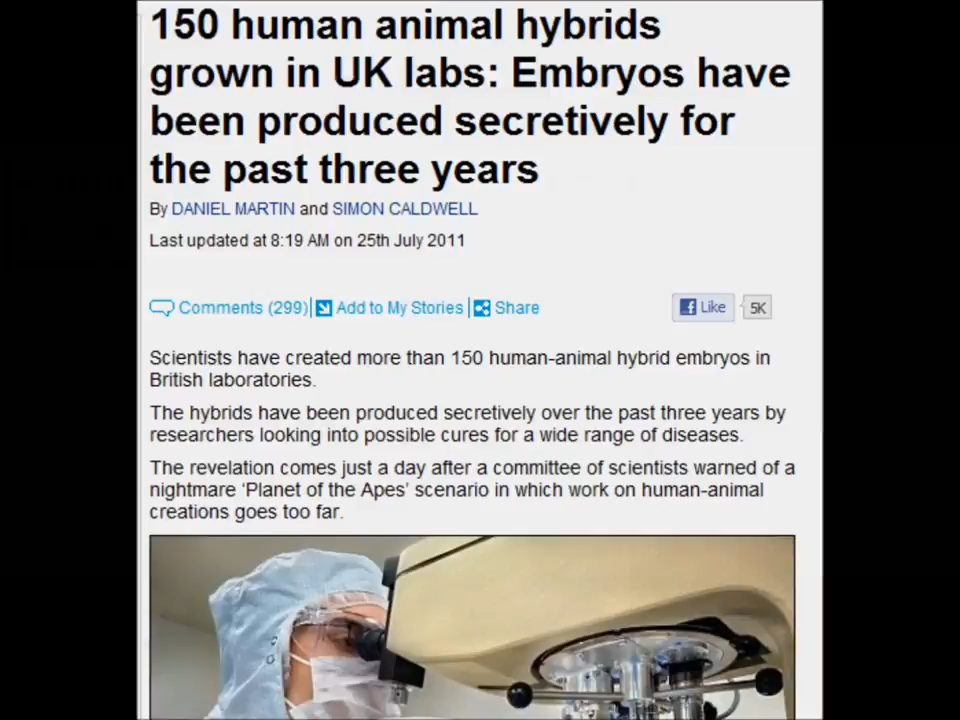 150 human animal hybrids
grown in UK labs: Embryos have
been produced secretively for
the past three years
By DANIEL MARTIN and SIMON CALDWELL
Last updated at 8:19 AM on 25th July 2011
Comments (299) Add to My Stories Share Like 5K
Scientists have created more than 150 human-animal hybrid embryos in
British laboratories.
The hybrids have been produced secretively over the past three years by
researchers looking into possible cures for a wide range of diseases.
The revelation comes just a day after a committee of scientists warned of a
nightmare ‘Planet of the Apes’ scenario in which work on human-animal
creations goes too far.